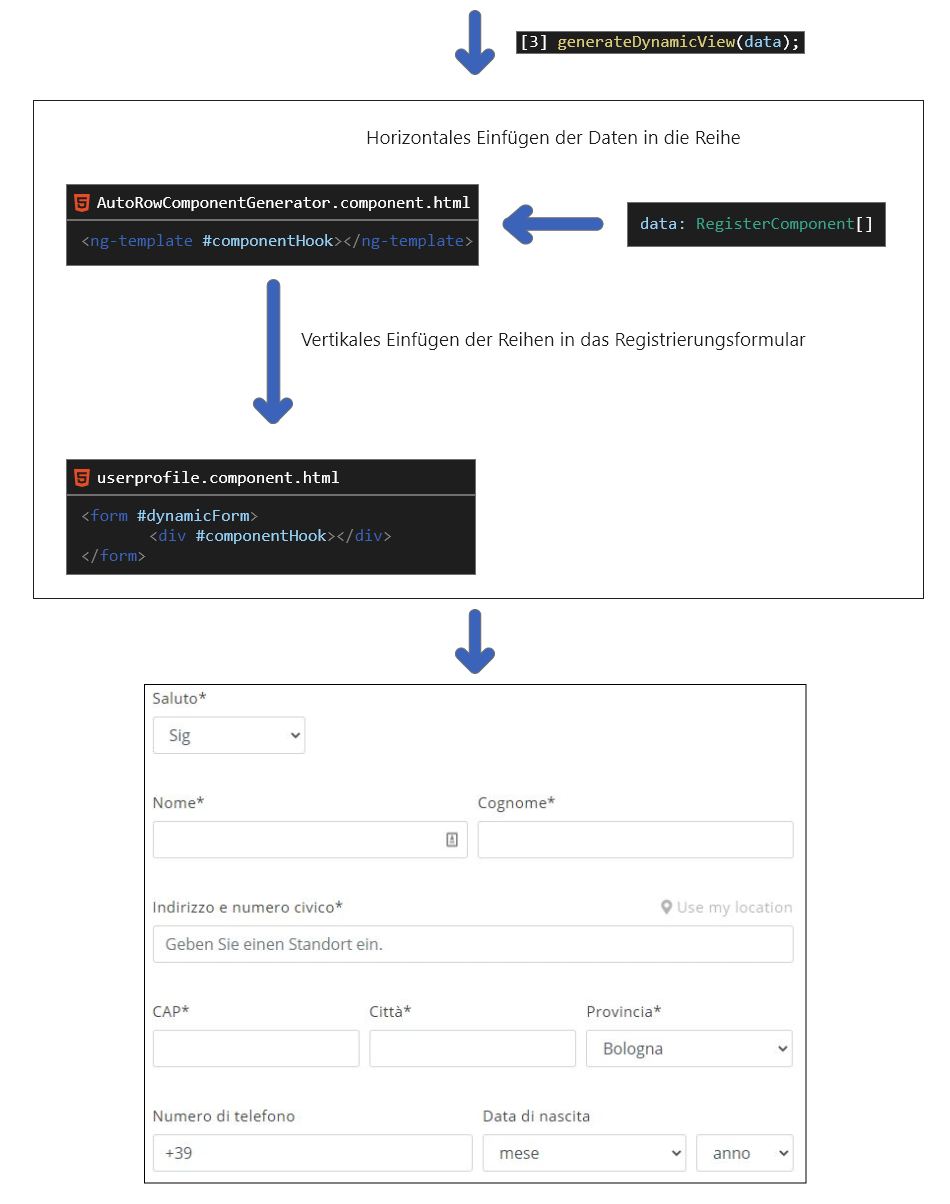 [3] generateDynamicView(data);
Horizontales Einfügen der Daten in die Reihe
AutoRowComponentGenerator.component.html
<ng-template #componentHook></ng-template>
data: RegisterComponent[]
Vertikales Einfügen der Reihen in das Registrierungsformular
userprofile.component.html
<form #dynamicForm>
<div #componentHook></div>
</form>
Saluto*
Sig
Nome* Cognome*
Indirizzo e numero civico* Use my location
Geben Sie einen Standort ein.
CAP* Città* Provincia*
Bologna
Numero di telefono Data di nascita
+39 mese anno